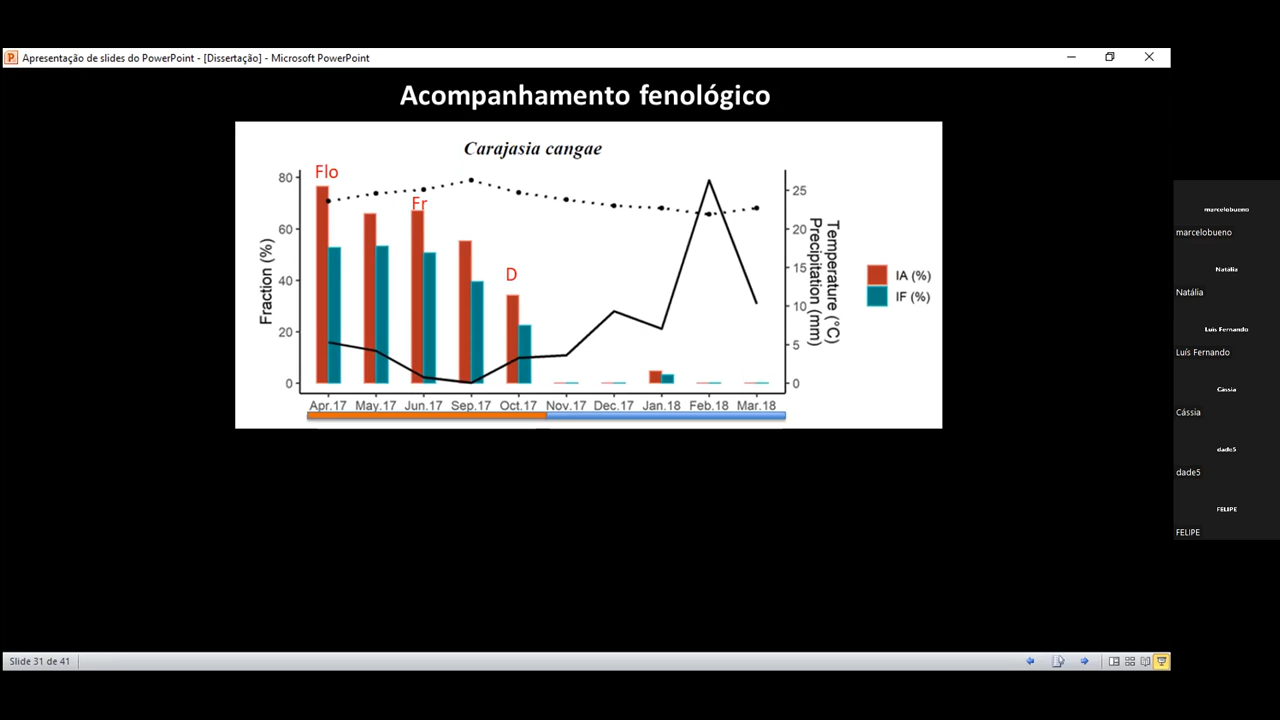 Apresentação de slides do PowerPoint - [Dissertação] - Microsoft PowerPoint
Acompanhamento fenológico
Carajasia cangae
Flo
Fr
D
80
60
40
20
0
Fraction (%)
25
20
15
10
5
0
Temperature (°C)
Precipitation (mm)
IA (%)
IF (%)
Apr.17 May.17 Jun.17 Sep.17 Oct.17 Nov.17 Dec.17 Jan.18 Feb.18 Mar.18
marcelobueno
marcelobueno
Natália
Natália
Luís Fernando
Luís Fernando
Cássia
Cássia
dade5
dade5
FELIPE
FELIPE
Slide 31 de 41